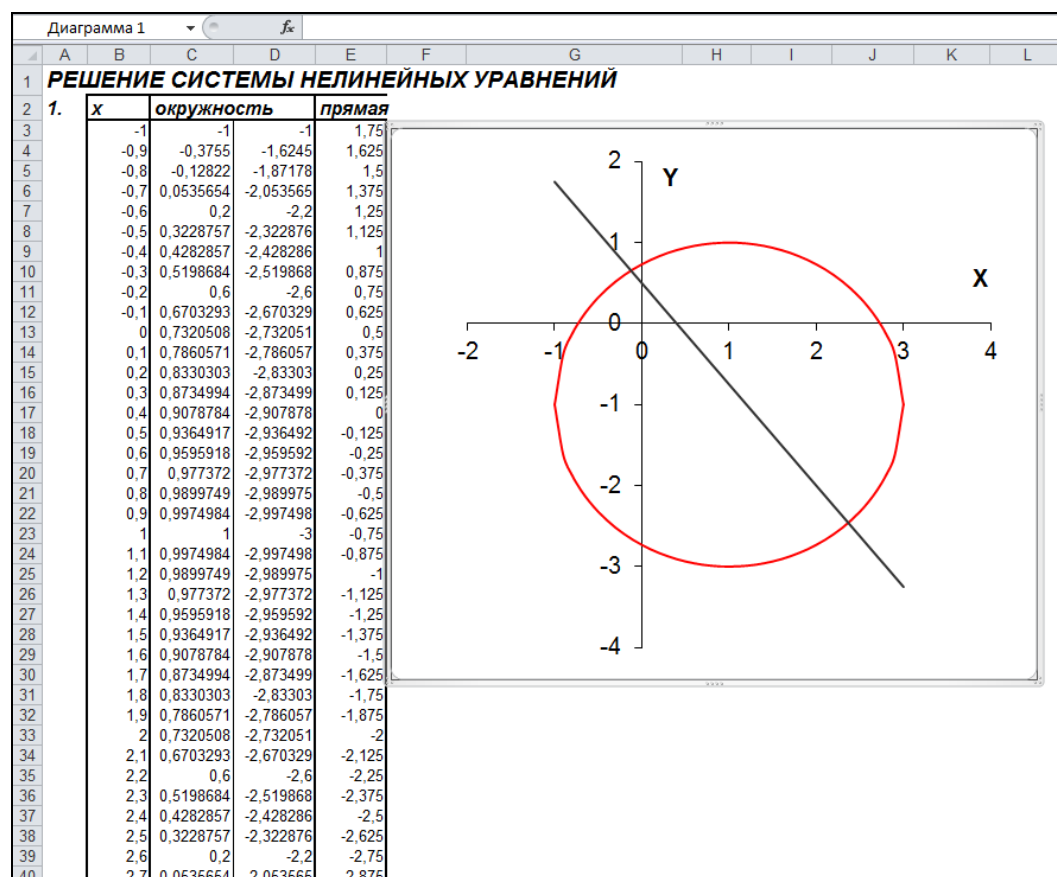 Диаграмма 1 fx
A B C D E F G H I J K L
1 РЕШЕНИЕ СИСТЕМЫ НЕЛИНЕЙНЫХ УРАВНЕНИЙ
2 1. x окружность прямая
3 -1 -1 -1 1,75
4 -0,9 -0,3755 -1,6245 1,625
5 -0,8 -0,12822 -1,87178 1,5
6 -0,7 0,0535654 -2,053565 1,375
7 -0,6 0,2 -2,2 1,25
8 -0,5 0,3228757 -2,322876 1,125
9 -0,4 0,4282857 -2,428286 1
10 -0,3 0,5198684 -2,519868 0,875
11 -0,2 0,6 -2,6 0,75
12 -0,1 0,6703293 -2,670329 0,625
13 0 0,7320508 -2,732051 0,5
14 0,1 0,7860571 -2,786057 0,375
15 0,2 0,8330303 -2,83303 0,25
16 0,3 0,8734994 -2,873499 0,125
17 0,4 0,9078784 -2,907878 0
18 0,5 0,9364917 -2,936492 -0,125
19 0,6 0,9595918 -2,959592 -0,25
20 0,7 0,977372 -2,977372 -0,375
21 0,8 0,9899749 -2,989975 -0,5
22 0,9 0,9974984 -2,997498 -0,625
23 1 1 -3 -0,75
24 1,1 0,9974984 -2,997498 -0,875
25 1,2 0,9899749 -2,989975 -1
26 1,3 0,977372 -2,977372 -1,125
27 1,4 0,9595918 -2,959592 -1,25
28 1,5 0,9364917 -2,936492 -1,375
29 1,6 0,9078784 -2,907878 -1,5
30 1,7 0,8734994 -2,873499 -1,625
31 1,8 0,8330303 -2,83303 -1,75
32 1,9 0,7860571 -2,786057 -1,875
33 2 0,7320508 -2,732051 -2
34 2,1 0,6703293 -2,670329 -2,125
35 2,2 0,6 -2,6 -2,25
36 2,3 0,5198684 -2,519868 -2,375
37 2,4 0,4282857 -2,428286 -2,5
38 2,5 0,3228757 -2,322876 -2,625
39 2,6 0,2 -2,2 -2,75
40 2,7 0,0535654 -2,053565 -2,875
2
Y
1
X
0
-2 -1 0 1 2 3 4
-1
-2
-3
-4